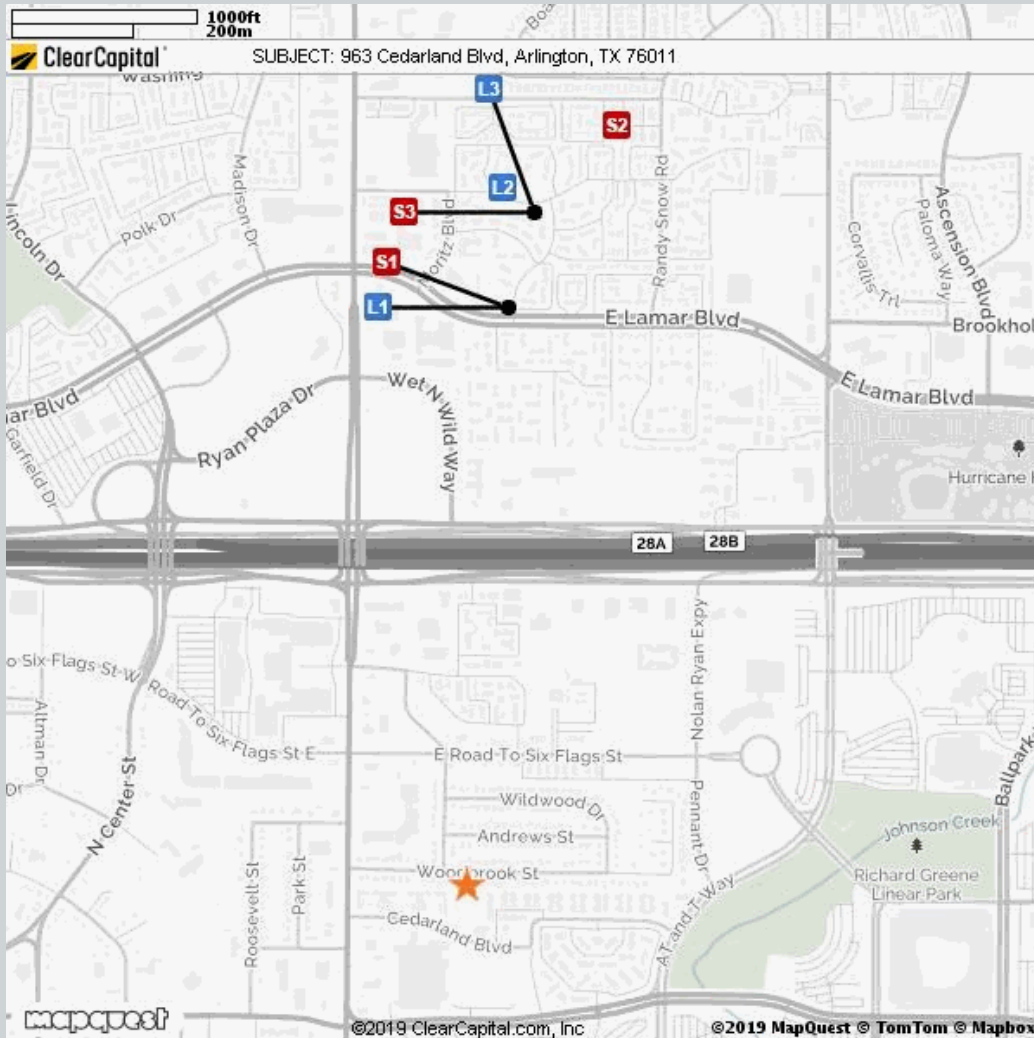 1000ft
200m
ClearCapital
SUBJECT: 963 Cedarland Blvd, Arlington, TX 76011
L3
S2
L2
S3
S1
L1
Madison Dr
Polk Dr
Lincoln Dr
Moritz Blvd
Randy Snow Rd
Ascension Blvd
Paloma Way
Corvallis Trl
E Lamar Blvd
E Lamar Blvd
Wet N Wild Way
Ryan Plaza Dr
Garfield Dr
Hurricane
28A
28B
o Six Flags St W
Road To Six Flags St E
E Road To Six Flags St
Nolan Ryan Expy
Altman Dr
Dr
N Center St
Wildwood Dr
Andrews St
Woodbrook St
Cedarland Blvd
Roosevelt St
Park St
Pennant Dr
AT and T Way
Johnson Creek
Richard Greene
Linear Park
Ballpark
mapquest
©2019 ClearCapital.com, Inc
©2019 MapQuest © TomTom © Mapbox